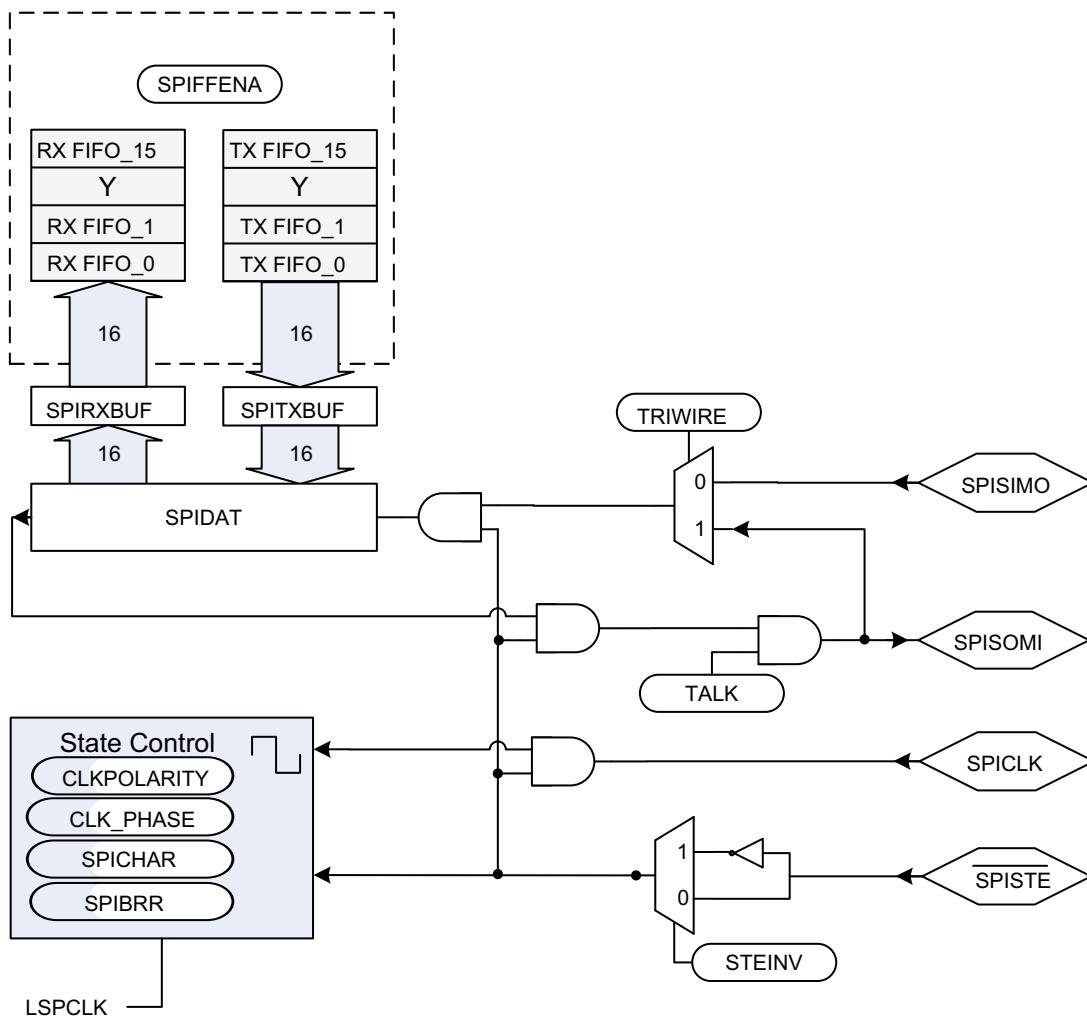 SPIFFENA
RX FIFO_15
TX FIFO_15
Y
Y
RX FIFO_1
TX FIFO_1
RX FIFO_0
TX FIFO_0
16
16
SPIRXBUF
SPITXBUF
TRIWIRE
16
16
0
SPISIMO
SPIDAT
1
SPISOMI
TALK
State Control
CLKPOLARITY
SPICLK
CLK_PHASE
SPICHAR
1
SPISTE
SPIBRR
0
STEINV
LSPCLK